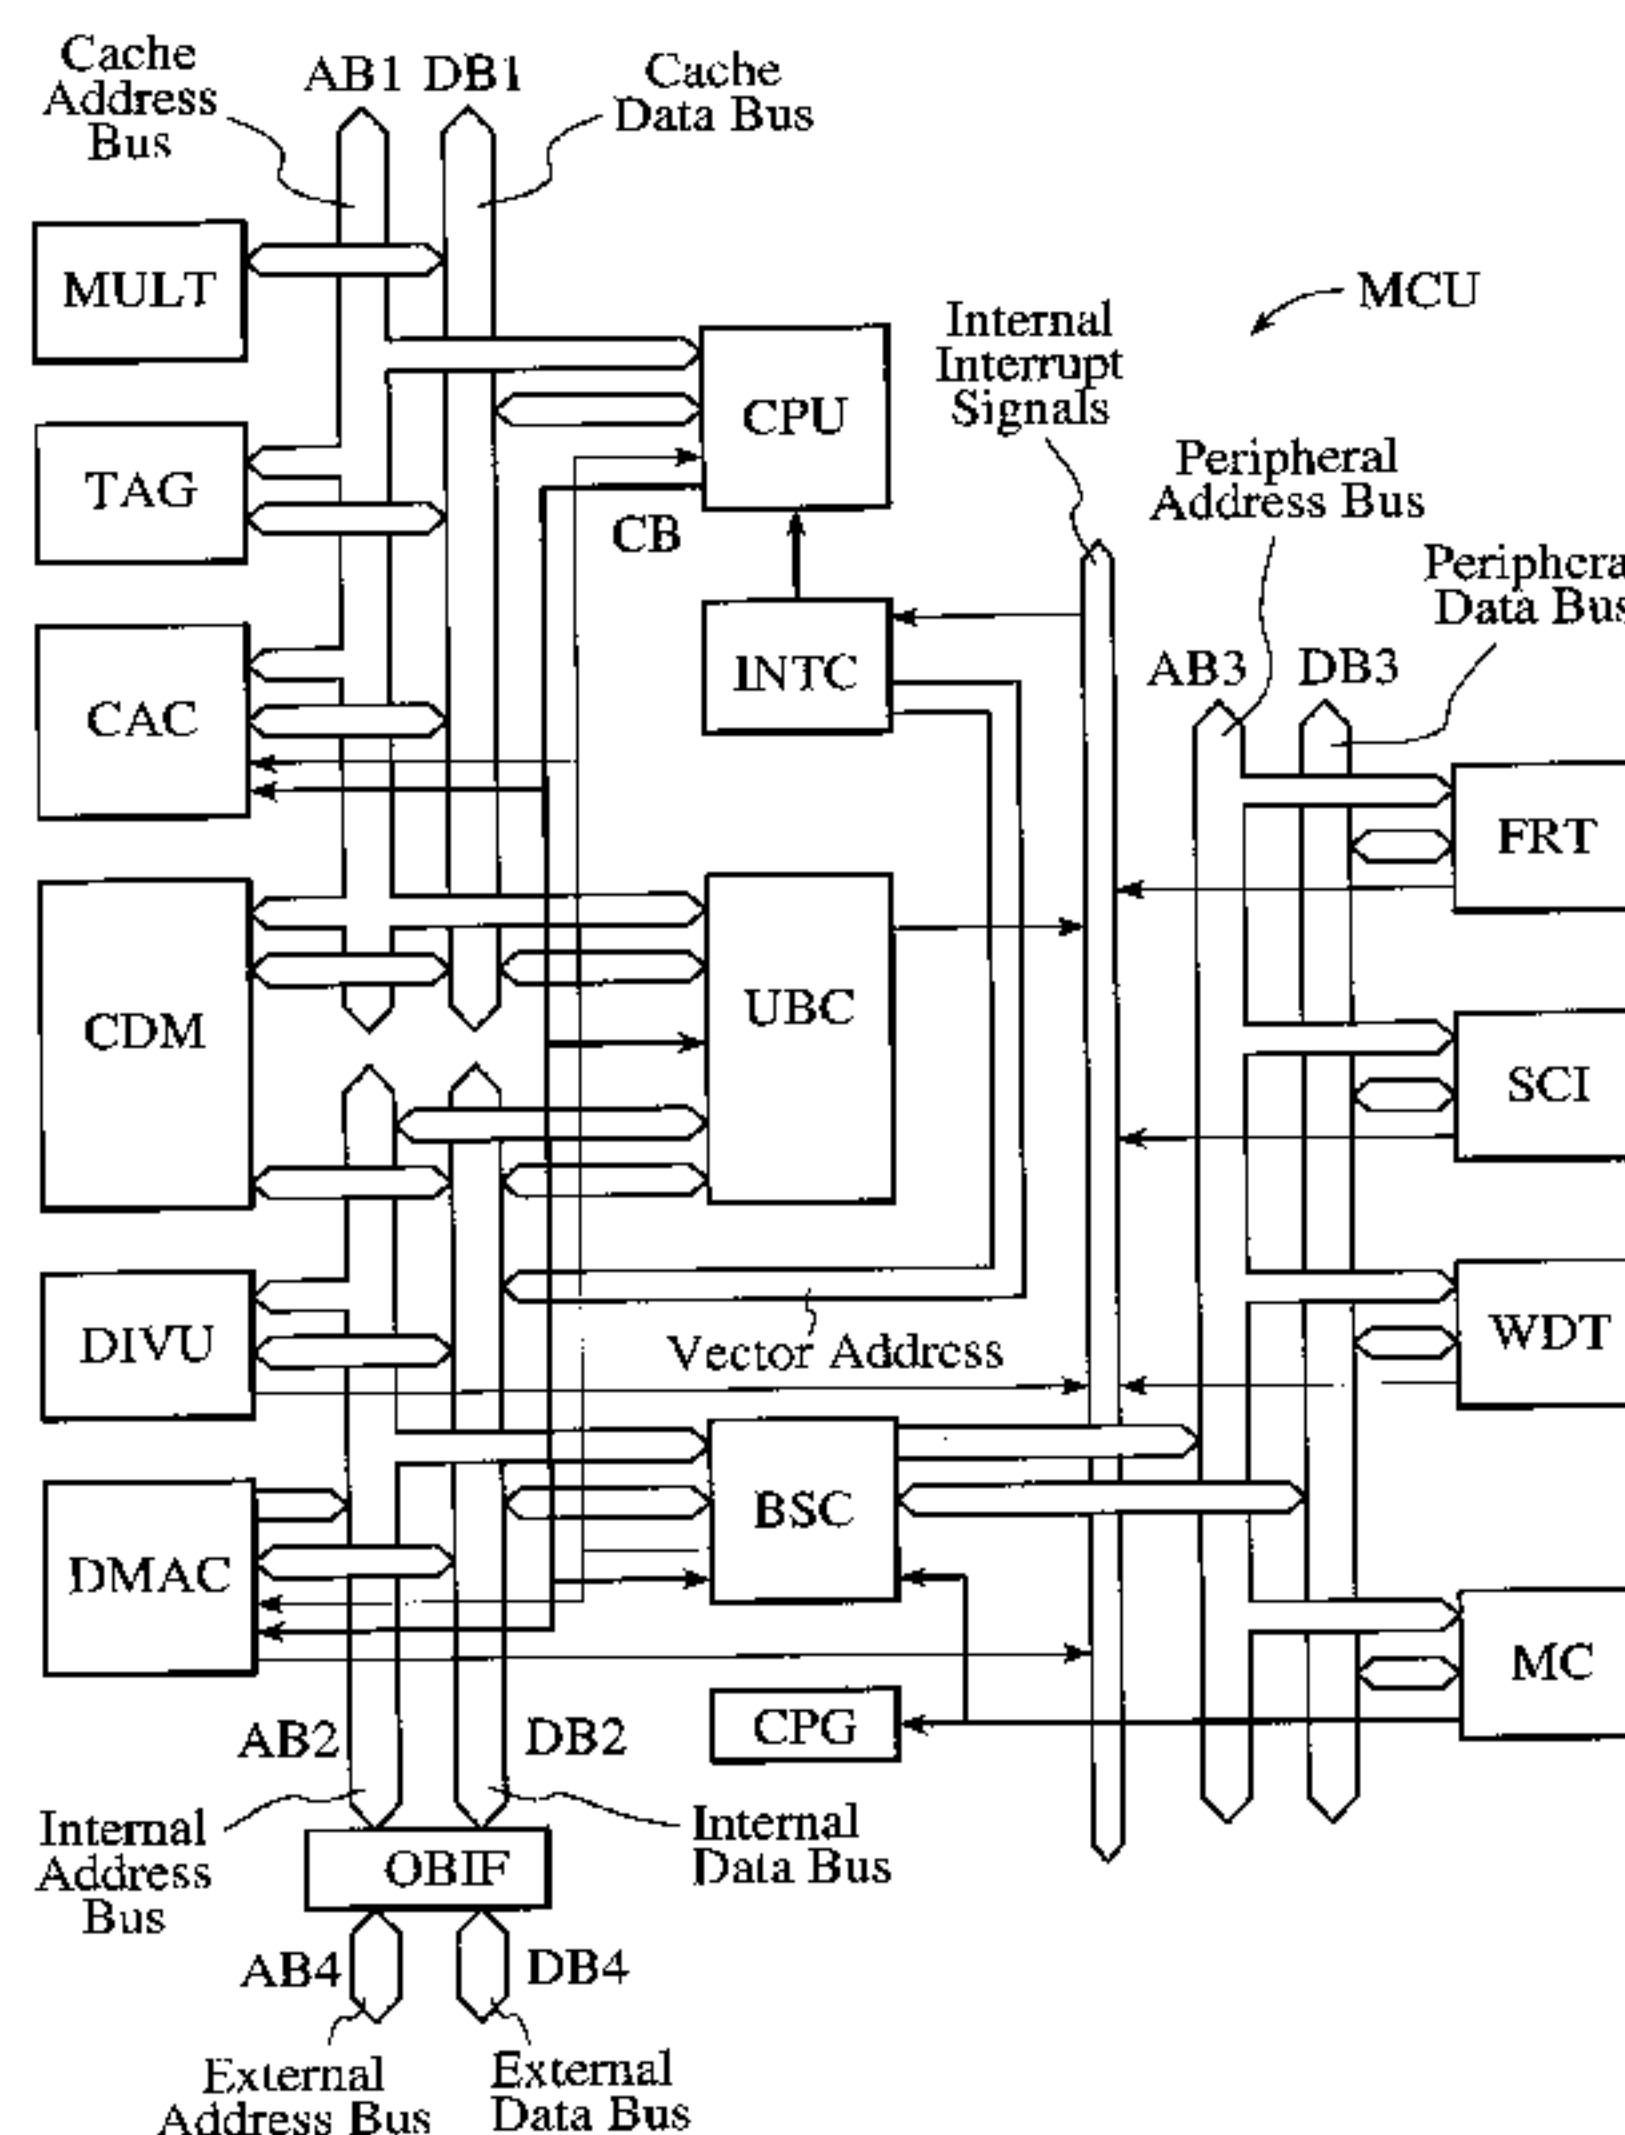 Cache
Address
Bus
AB1
DB1
Cache
Data Bus
MULT
MCU
Internal
Interrupt
Signals
CPU
Peripheral
Address Bus
TAG
CB
Periphera
Data Bus
INTC
AB3
DB3
CAC
FRT
CDM
UBC
SCI
DIVU
Vector Address
WDT
DMAC
BSC
MC
CPG
AB2
DB2
Internal
Address
Bus
Internal
Data Bus
OBIF
AB4
DB4
External
Address Bus
External
Data Bus